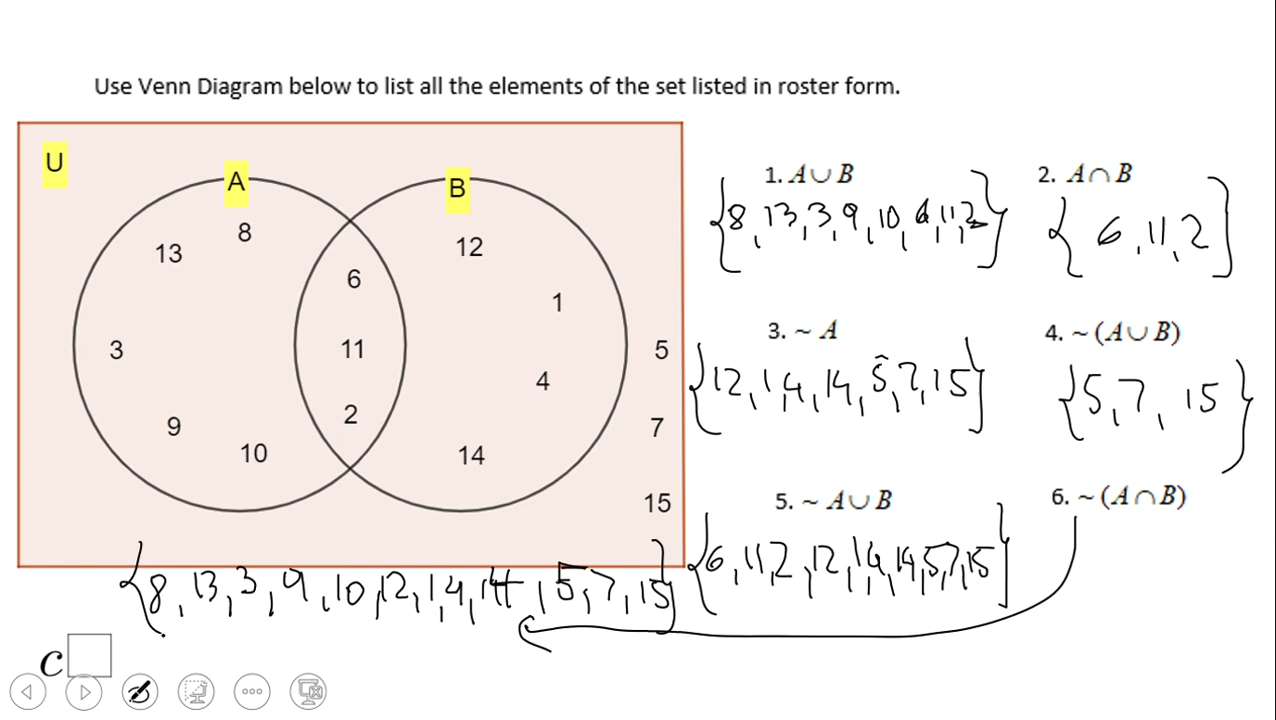 Use Venn Diagram below to list all the elements of the set listed in roster form.
U
A
B
13
8
12
6
1
3
11
5
4
2
7
9
10
14
15
1. A ∪ B
{8, 13, 3, 9, 10, 6, 11, 2}
2. A ∩ B
{6, 11, 2}
3. ~ A
{12, 1, 4, 14, 5, 7, 15}
4. ~ (A ∪ B)
{5, 7, 15}
5. ~ A ∪ B
{6, 11, 2, 12, 1, 4, 14, 5, 7, 15}
6. ~ (A ∩ B)
{8, 13, 3, 9, 10, 12, 1, 4, 14, 5, 7, 15}
c